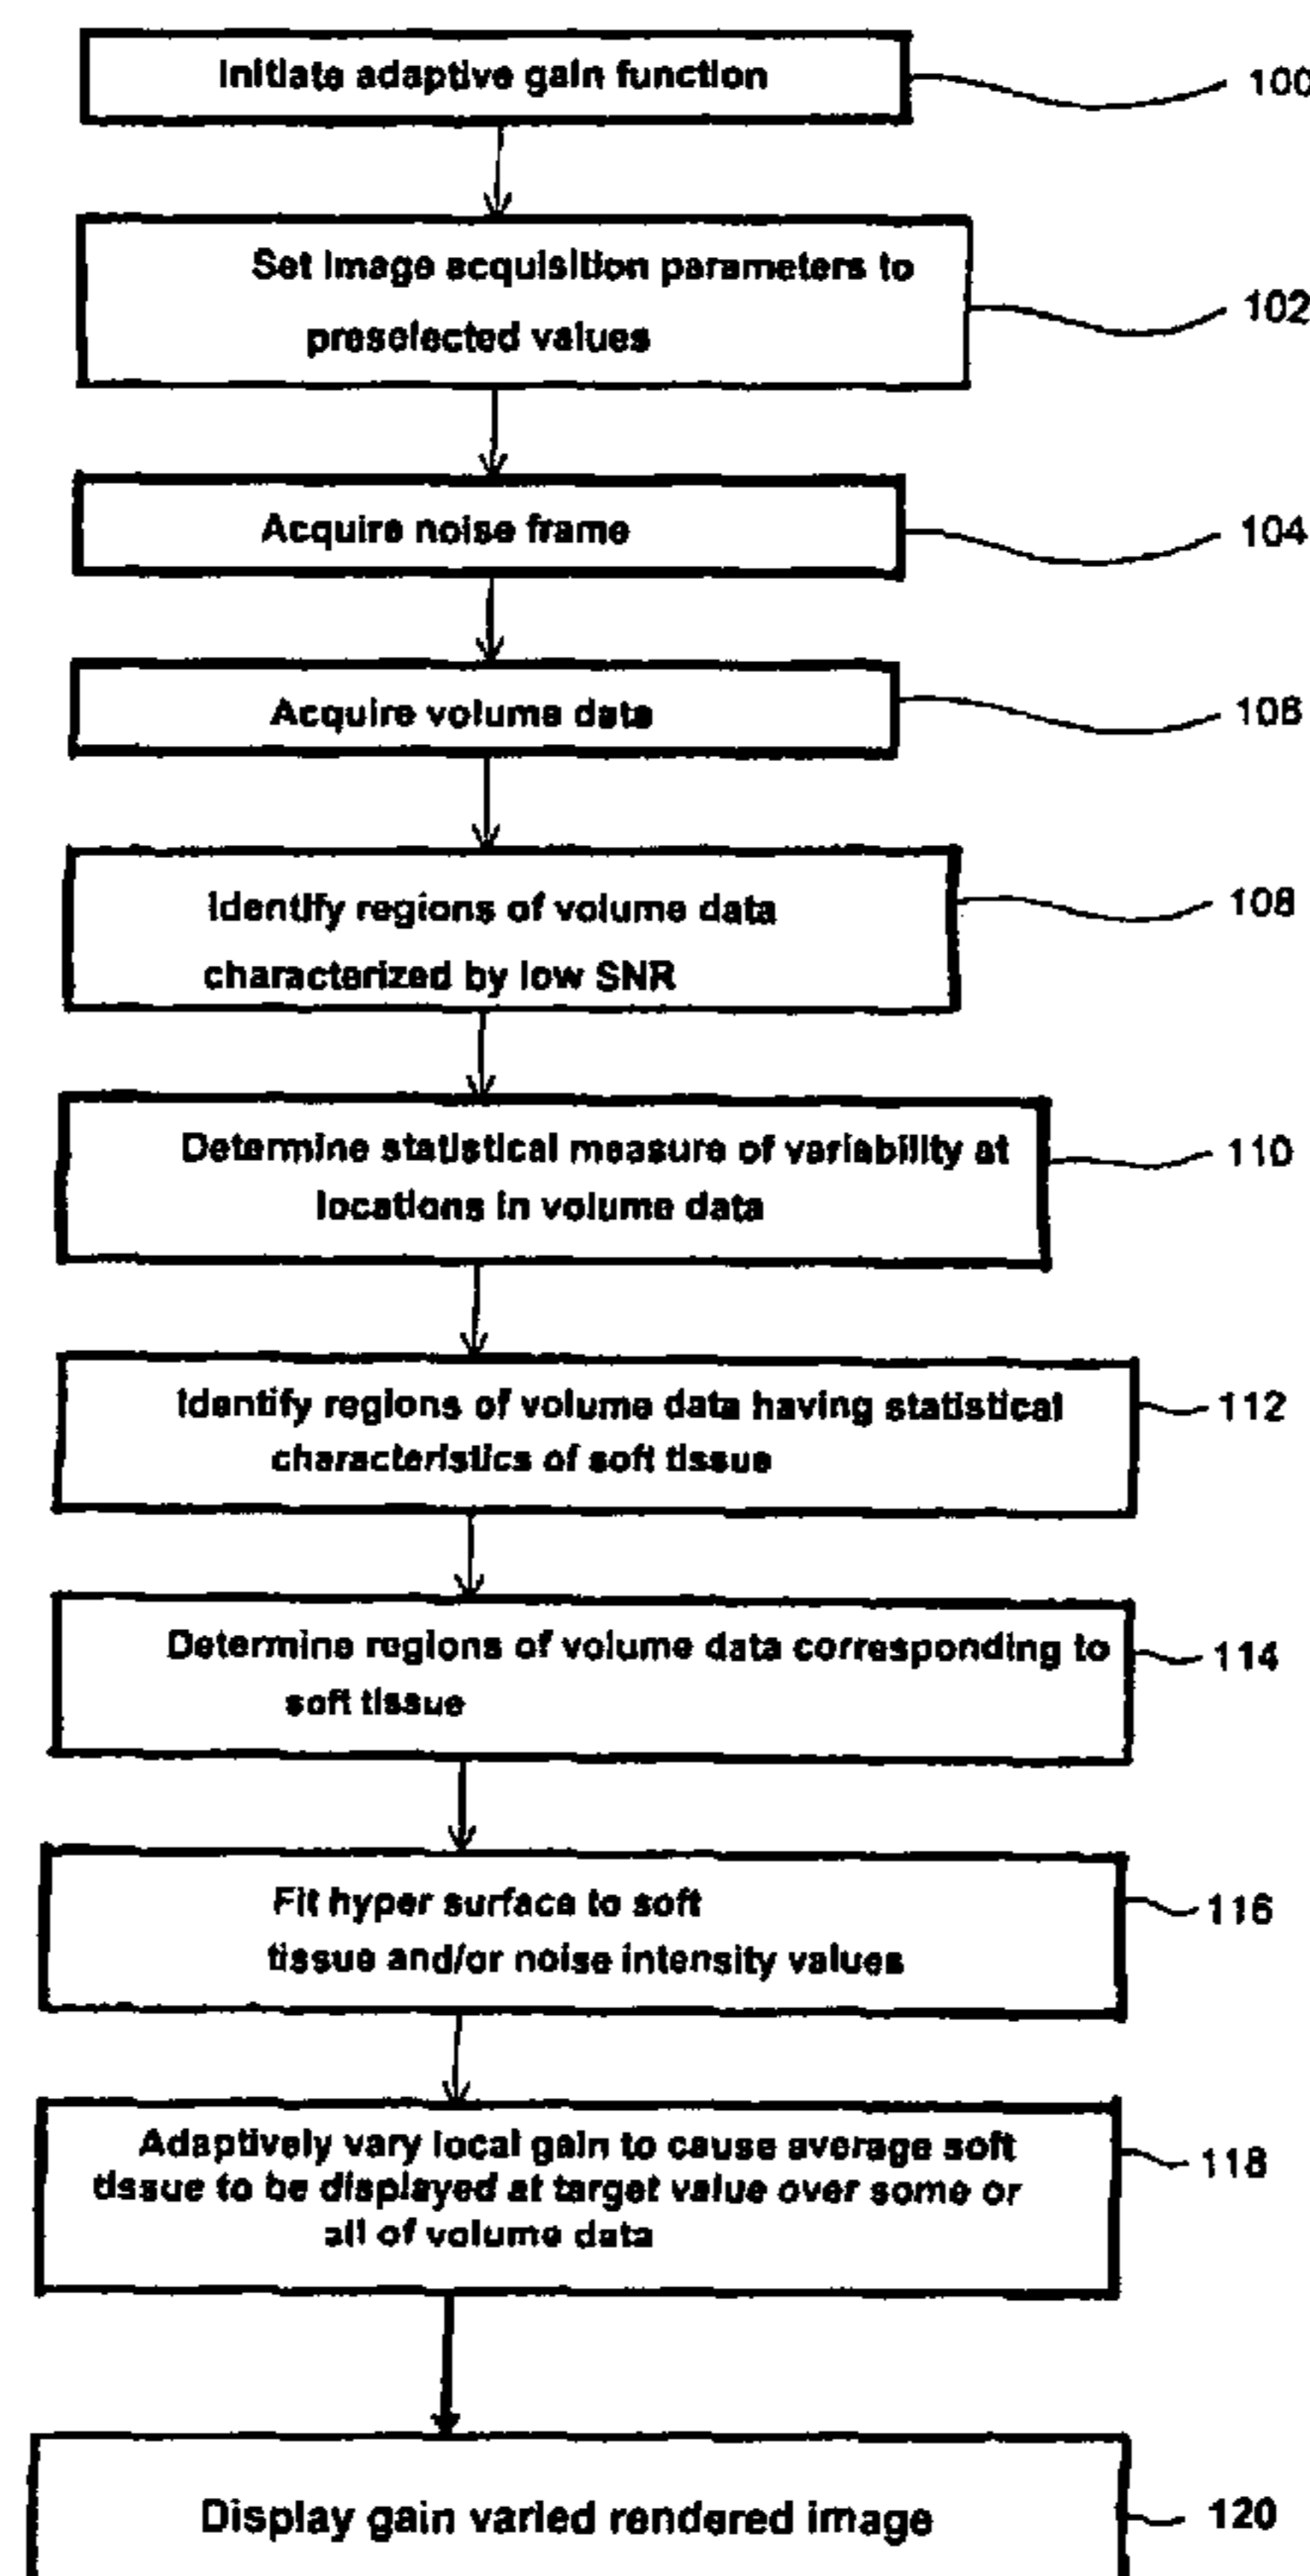 Initiate adaptive gain function
100
Set image acquisition parameters to
preselected values
102
Acquire noise frame
104
Acquire volume data
106
Identify regions of volume data
characterized by low SNR
108
Determine statistical measure of variability at
locations in volume data
110
Identify regions of volume data having statistical
characteristics of soft tissue
112
Determine regions of volume data corresponding to
soft tissue
114
Fit hyper surface to soft
tissue and/or noise intensity values
116
Adaptively vary local gain to cause average soft
tissue to be displayed at target value over some or
all of volume data
118
Display gain varied rendered image
120